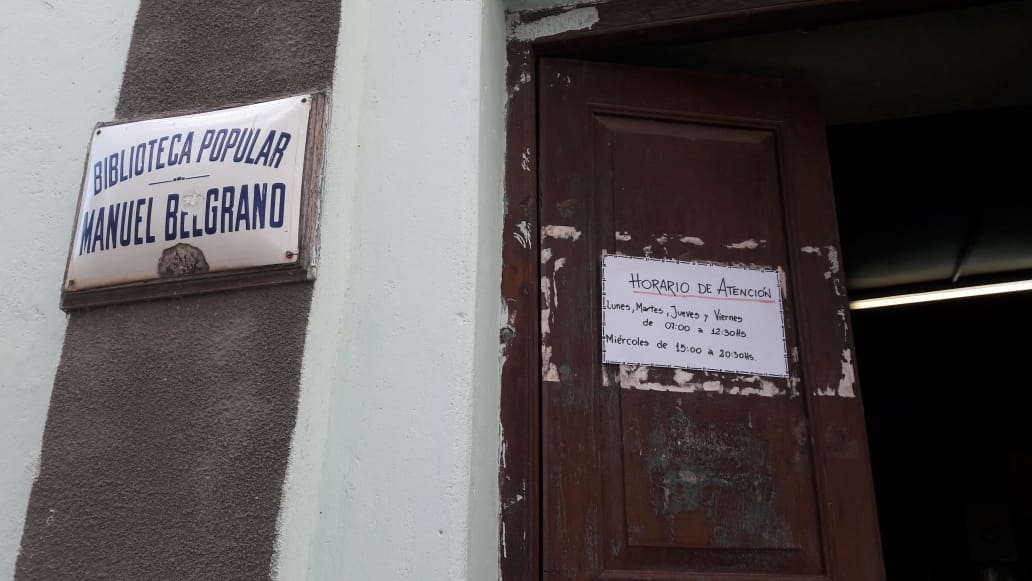 BIBLIOTECA POPULAR
MANUEL BELGRANO
HORARIO DE ATENCIÓN
Lunes, Martes, Jueves y Viernes
de 07:00 a 12:30Hs.
Miércoles de 15:00 a 20:30Hs.